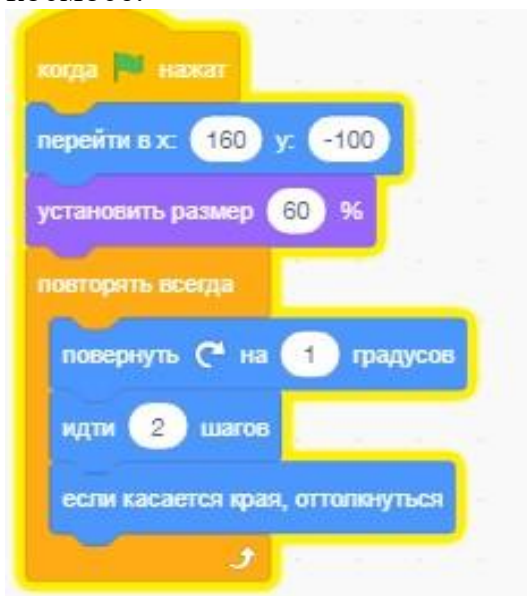 когда нажат
перейти в x: 160 y: -100
установить размер 60 %
повторять всегда
повернуть на 1 градусов
идти 2 шагов
если касается края, оттолкнуться